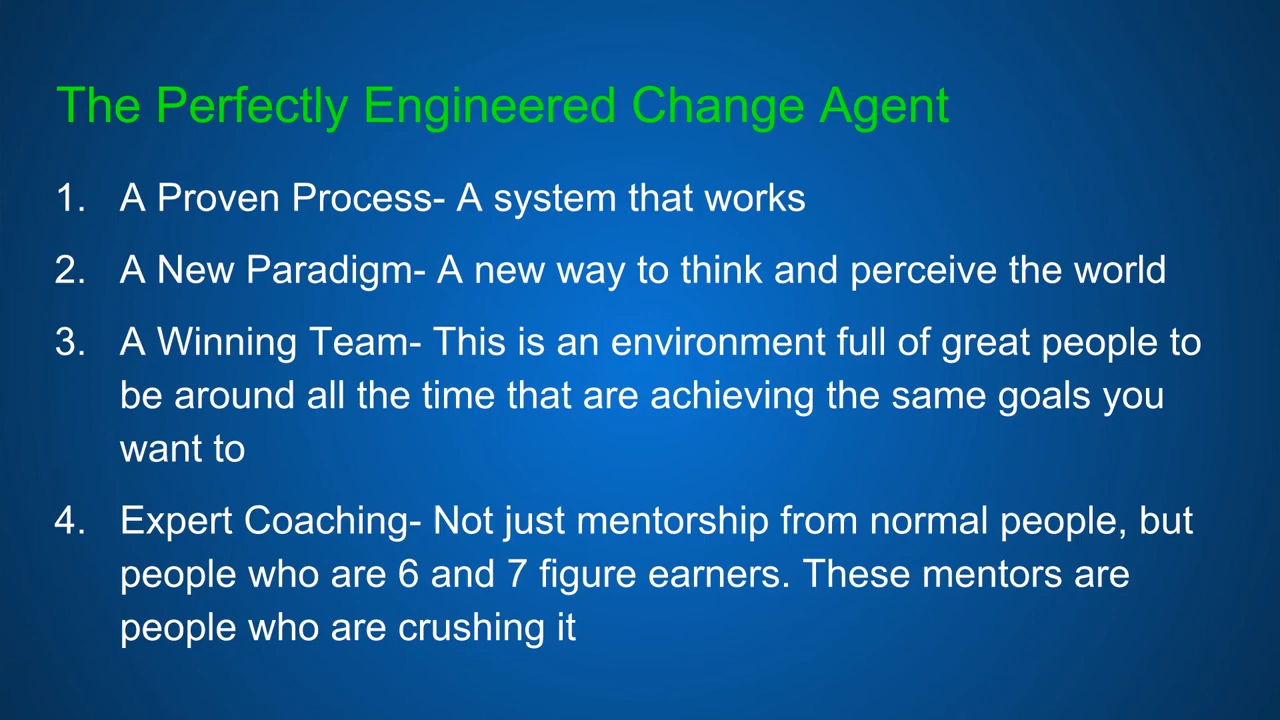 The Perfectly Engineered Change Agent
1. A Proven Process- A system that works
2. A New Paradigm- A new way to think and perceive the world
3. A Winning Team- This is an environment full of great people to
be around all the time that are achieving the same goals you
want to
4. Expert Coaching- Not just mentorship from normal people, but
people who are 6 and 7 figure earners. These mentors are
people who are crushing it